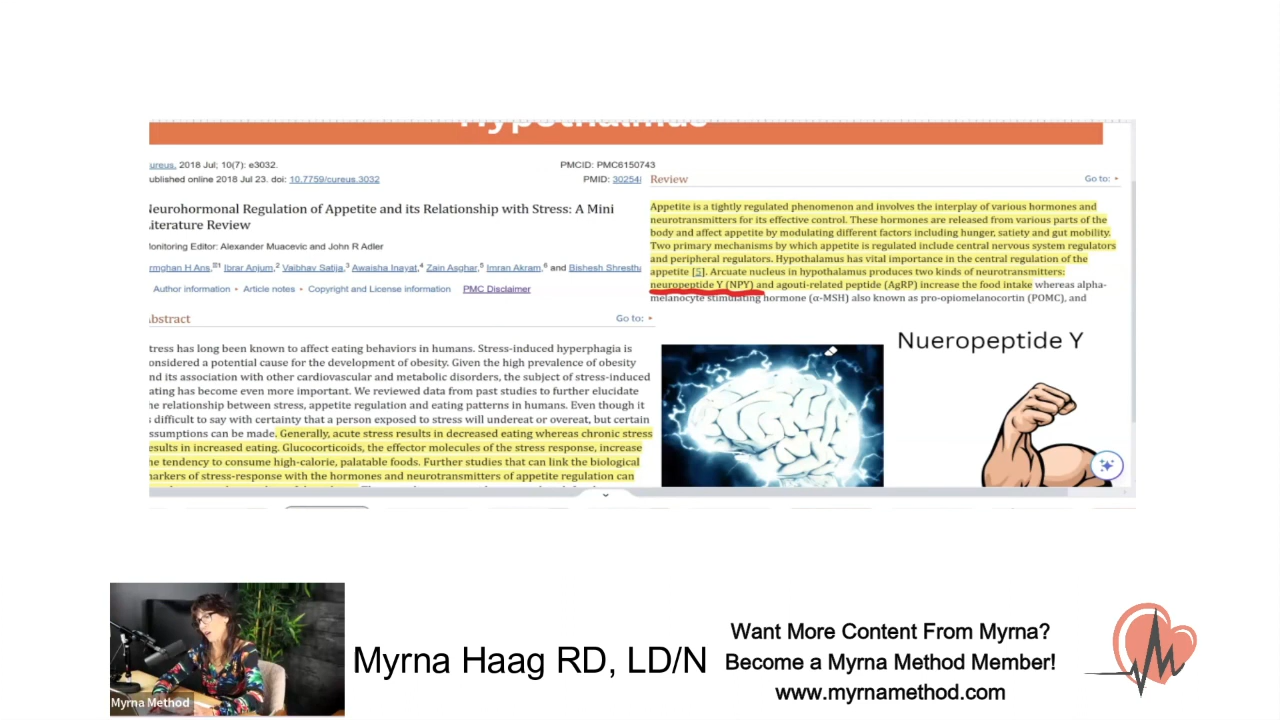 Hypothalmus
ureus, 2018 Jul; 10(7): e3032.
ublished online 2018 Jul 23. doi: 10.7759/cureus.3032
PMCID: PMC6150743
PMID: 30254
Neurohormonal Regulation of Appetite and its Relationship with Stress: A Mini
Literature Review
Monitoring Editor: Alexander Muacevic and John R Adler
rmghan H Ans, 1 Ibrar Anjum, 2 Vaibhav Satija, 3 Awaisha Inayat, 4 Zain Asghar, 5 Imran Akram, 6 and Bishesh Shresth
Author information • Article notes • Copyright and License information PMC Disclaimer
Abstract
Go to: ▸
tress has long been known to affect eating behaviors in humans. Stress-induced hyperphagia is
onsidered a potential cause for the development of obesity. Given the high prevalence of obesity
nd its association with other cardiovascular and metabolic disorders, the subject of stress-induced
ating has become even more important. We reviewed data from past studies to further elucidate
he relationship between stress, appetite regulation and eating patterns in humans. Even though it
s difficult to say with certainty that a person exposed to stress will undereat or overeat, but certain
ssumptions can be made. Generally, acute stress results in decreased eating whereas chronic stress
esults in increased eating. Glucocorticoids, the effector molecules of the stress response, increase
he tendency to consume high-calorie, palatable foods. Further studies that can link the biological
markers of stress-response with the hormones and neurotransmitters of appetite regulation can
Review
Go to: ▸
Appetite is a tightly regulated phenomenon and involves the interplay of various hormones and
neurotransmitters for its effective control. These hormones are released from various parts of the
body and affect appetite by modulating different factors including hunger, satiety and gut mobility.
Two primary mechanisms by which appetite is regulated include central nervous system regulators
and peripheral regulators. Hypothalamus has vital importance in the central regulation of the
appetite [5]. Arcuate nucleus in hypothalamus produces two kinds of neurotransmitters:
neuropeptide Y (NPY) and agouti-related peptide (AgRP) increase the food intake whereas alpha-
melanocyte stimulating hormone (α-MSH) also known as pro-opiomelanocortin (POMC), and
Nueropeptide Y
Myrna Method
Myrna Haag RD, LD/N
Want More Content From Myrna?
Become a Myrna Method Member!
www.myrnamethod.com